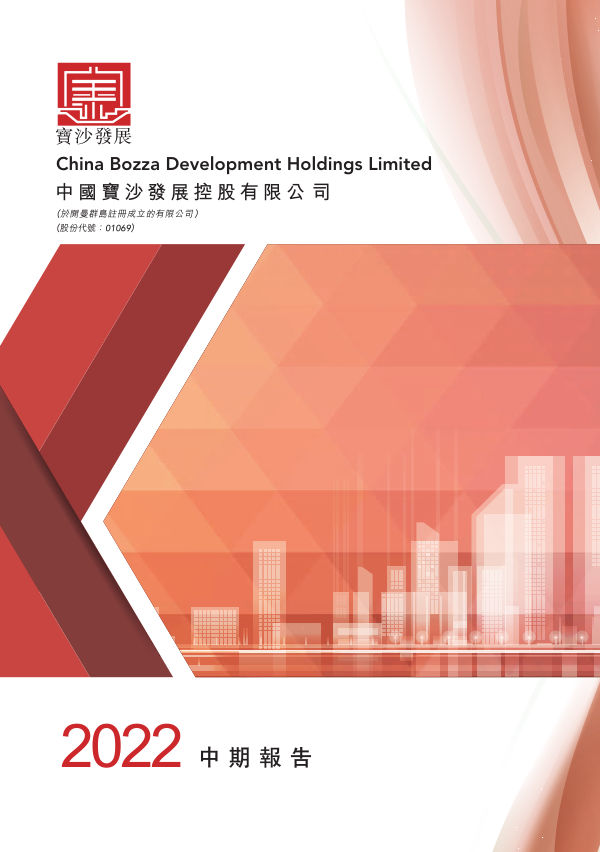 寶沙發展
China Bozza Development Holdings Limited
中國寶沙發展控股有限公司
(於開曼群島註冊成立的有限公司)
(股份代號：01069)
2022 中期報告